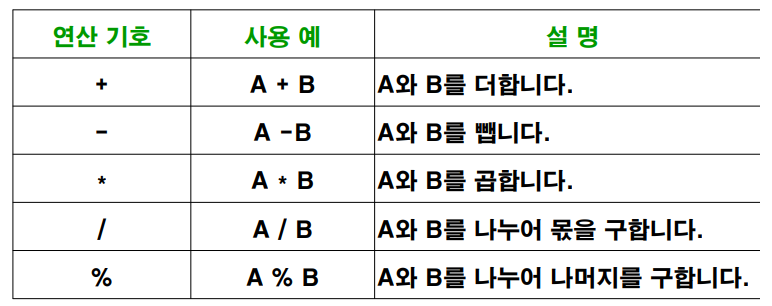 연산 기호 사용 예 설 명
+ A + B A와 B를 더합니다.
- A -B A와 B를 뺍니다.
* A * B A와 B를 곱합니다.
/ A / B A와 B를 나누어 몫을 구합니다.
% A % B A와 B를 나누어 나머지를 구합니다.